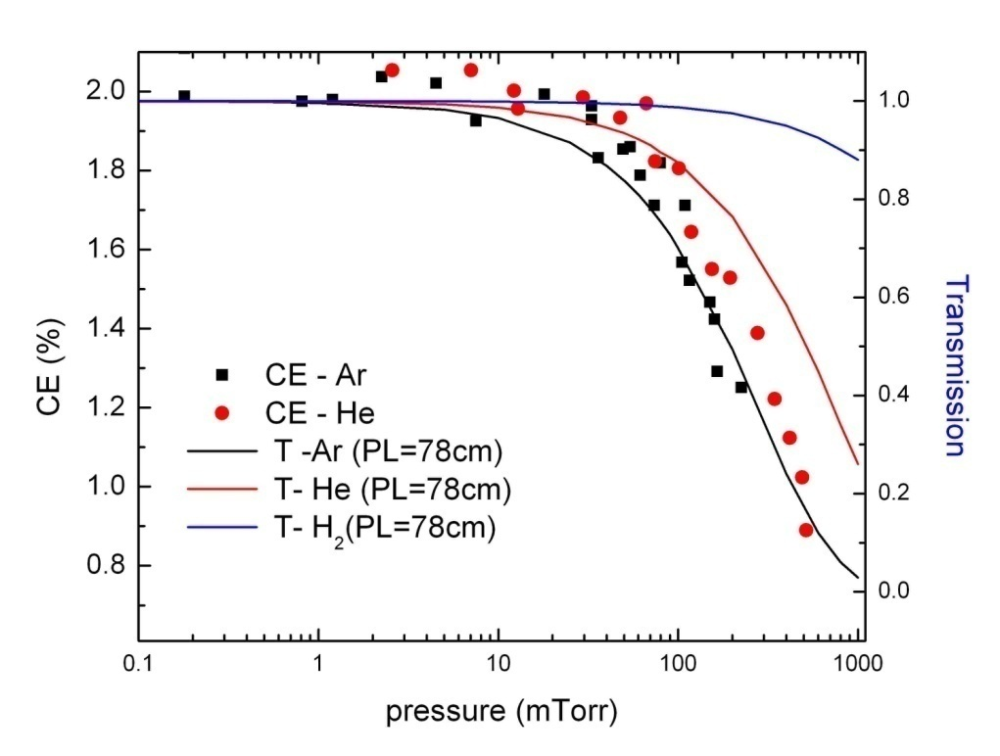 2.0
1.8
1.6
1.4
1.2
1.0
0.8
CE (%)
1.0
0.8
0.6
0.4
0.2
0.0
Transmission
CE - Ar
CE - He
T -Ar (PL=78cm)
T- He (PL=78cm)
T- H₂(PL=78cm)
0.1 1 10 100 1000
pressure (mTorr)